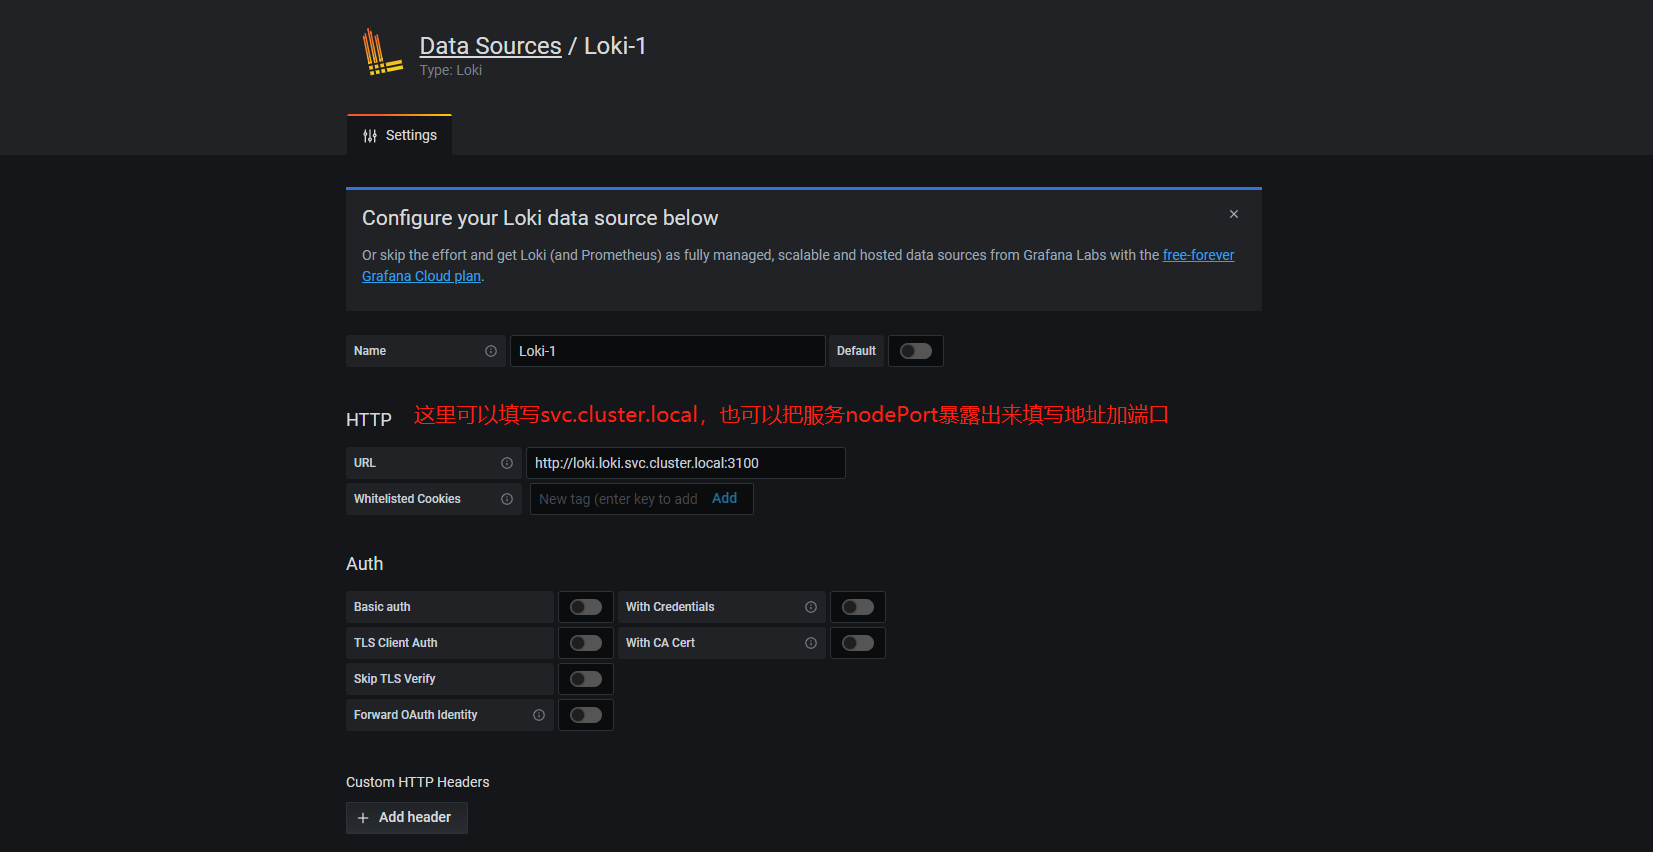 Data Sources / Loki-1
Type: Loki
Settings
Configure your Loki data source below
Or skip the effort and get Loki (and Prometheus) as fully managed, scalable and hosted data sources from Grafana Labs with the free-forever
Grafana Cloud plan.
Name Loki-1 Default
HTTP 这里可以填写svc.cluster.local，也可以把服务nodePort暴露出来填写地址加端口
URL http://loki.loki.svc.cluster.local:3100
Whitelisted Cookies New tag (enter key to add Add
Auth
Basic auth With Credentials
TLS Client Auth With CA Cert
Skip TLS Verify
Forward OAuth Identity
Custom HTTP Headers
Add header